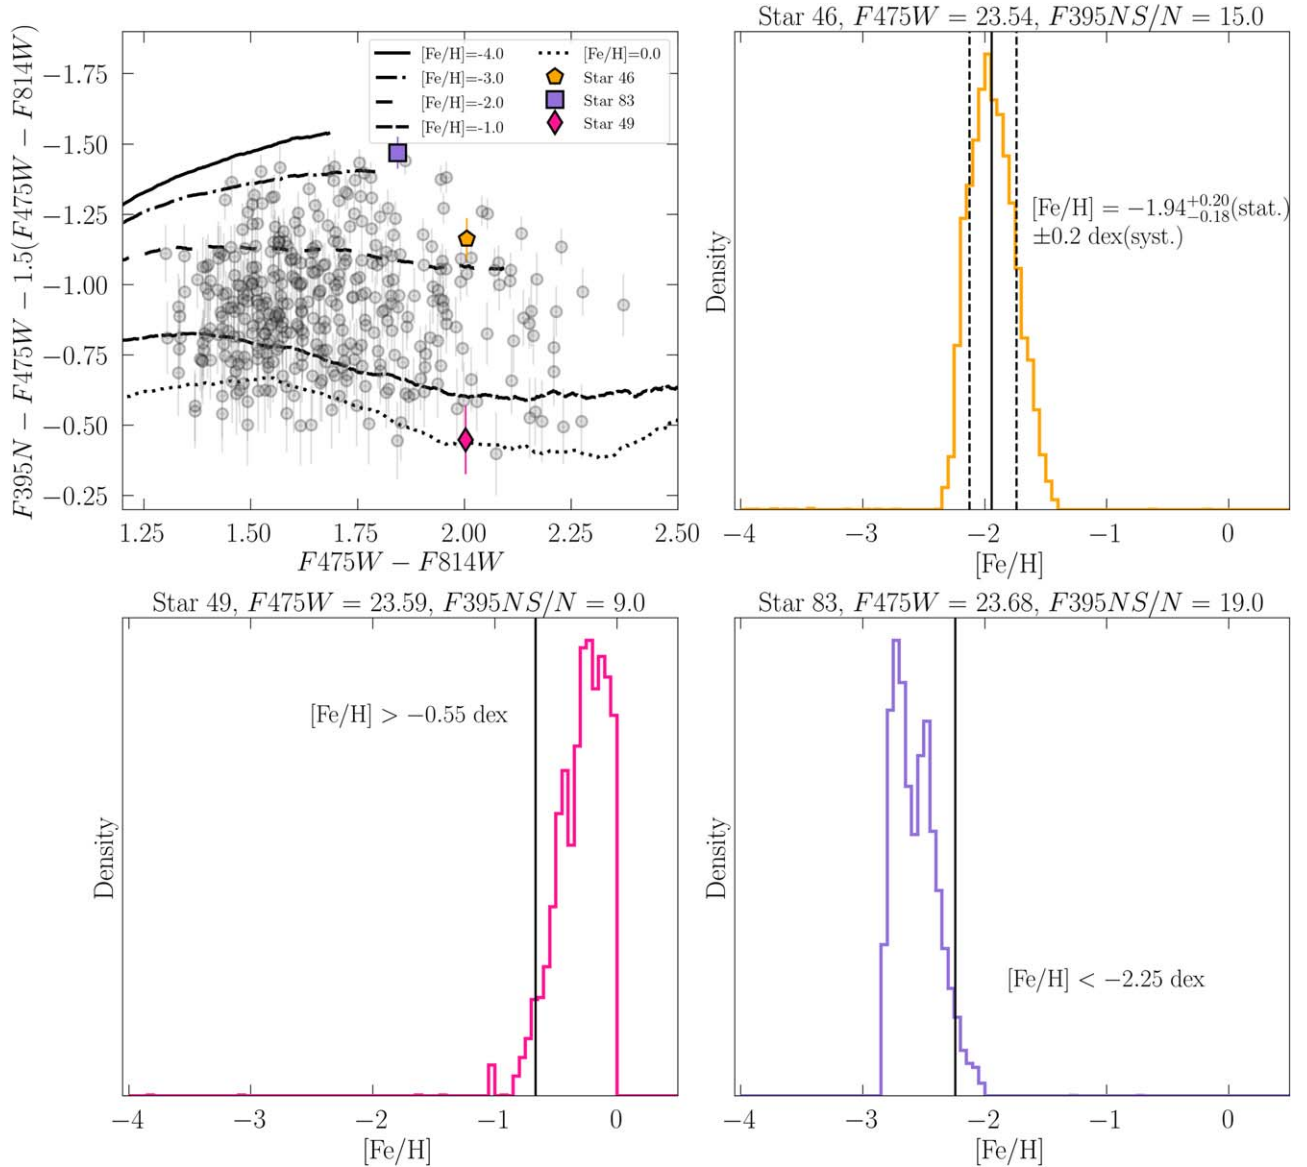 Star 46, F475W = 23.54, F395NS/N = 15.0
F395N − F475W − 1.5(F475W − F814W)
−1.75
−1.50
−1.25
−1.00
−0.75
−0.50
−0.25
[Fe/H]=-4.0
[Fe/H]=-3.0
[Fe/H]=-2.0
[Fe/H]=-1.0
[Fe/H]=0.0
Star 46
Star 83
Star 49
1.25 1.50 1.75 2.00 2.25 2.50
F475W − F814W
Density
[Fe/H] = −1.94+0.20−0.18(stat.)
±0.2 dex(syst.)
−4 −3 −2 −1 0
[Fe/H]
Star 49, F475W = 23.59, F395NS/N = 9.0
Density
[Fe/H] > −0.55 dex
−4 −3 −2 −1 0
[Fe/H]
Star 83, F475W = 23.68, F395NS/N = 19.0
Density
[Fe/H] < −2.25 dex
−4 −3 −2 −1 0
[Fe/H]